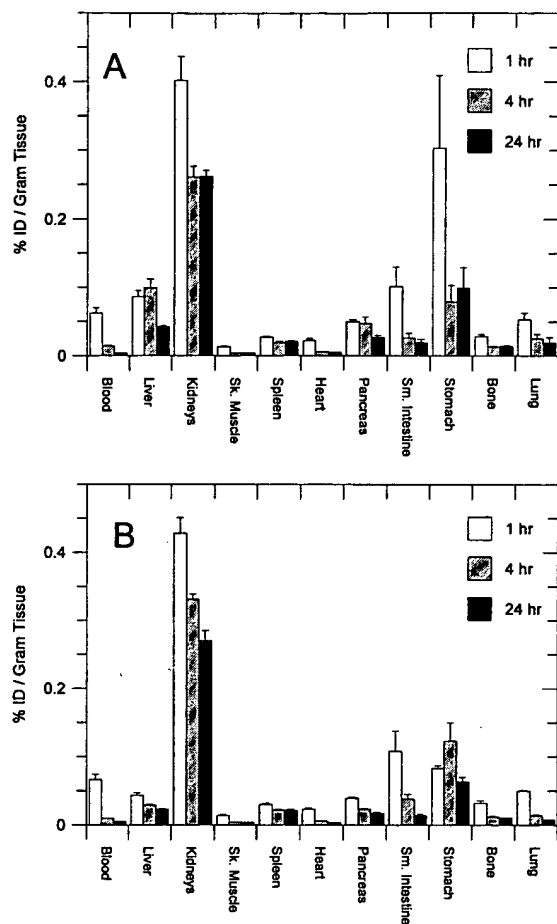 A
1 hr
4 hr
24 hr
% ID / Gram Tissue
0.4
0.2
0
Blood
Liver
Kidneys
Sk. Muscle
Spleen
Heart
Pancreas
Sm. Intestine
Stomach
Bone
Lung
B
1 hr
4 hr
24 hr
% ID / Gram Tissue
0.4
0.2
0
Blood
Liver
Kidneys
Sk. Muscle
Spleen
Heart
Pancreas
Sm. Intestine
Stomach
Bone
Lung